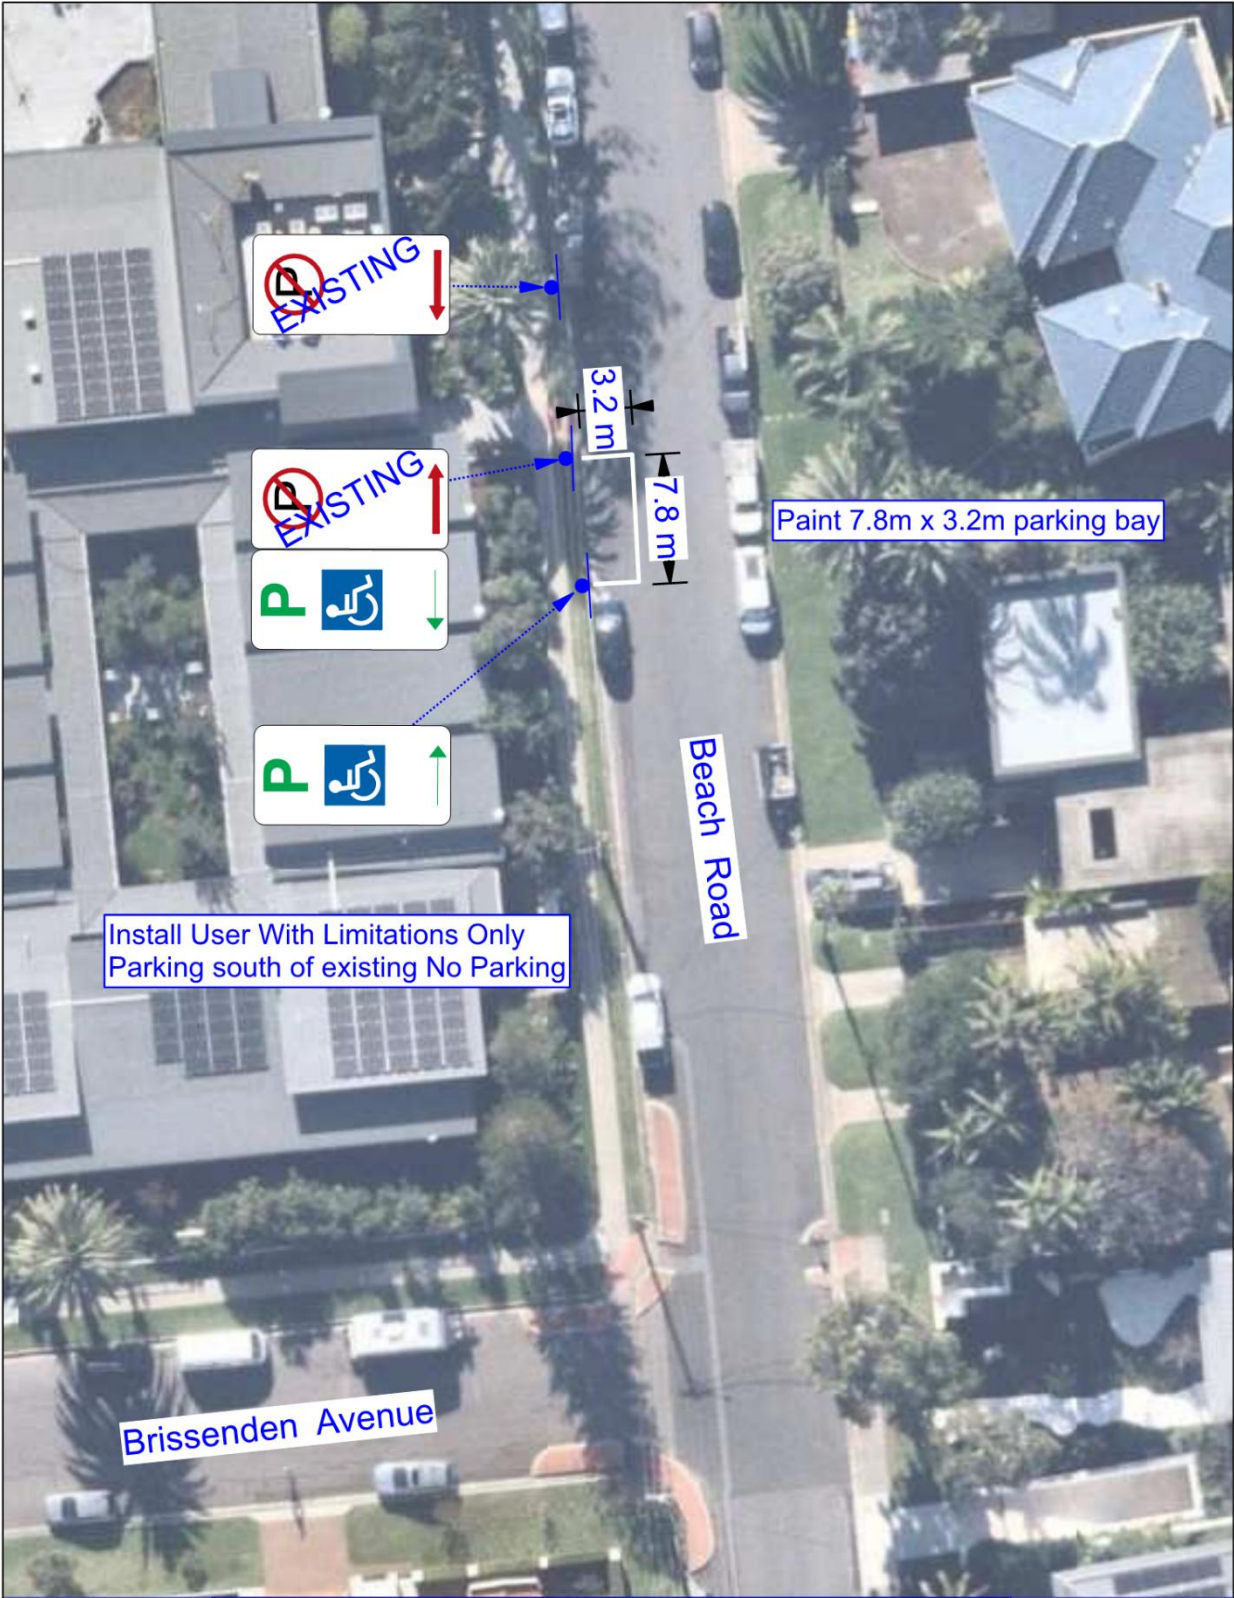 P
EXISTING
3.2 m
P
EXISTING
7.8 m
Paint 7.8m x 3.2m parking bay
P
P
Beach Road
Install User With Limitations Only
Parking south of existing No Parking
Brissenden Avenue